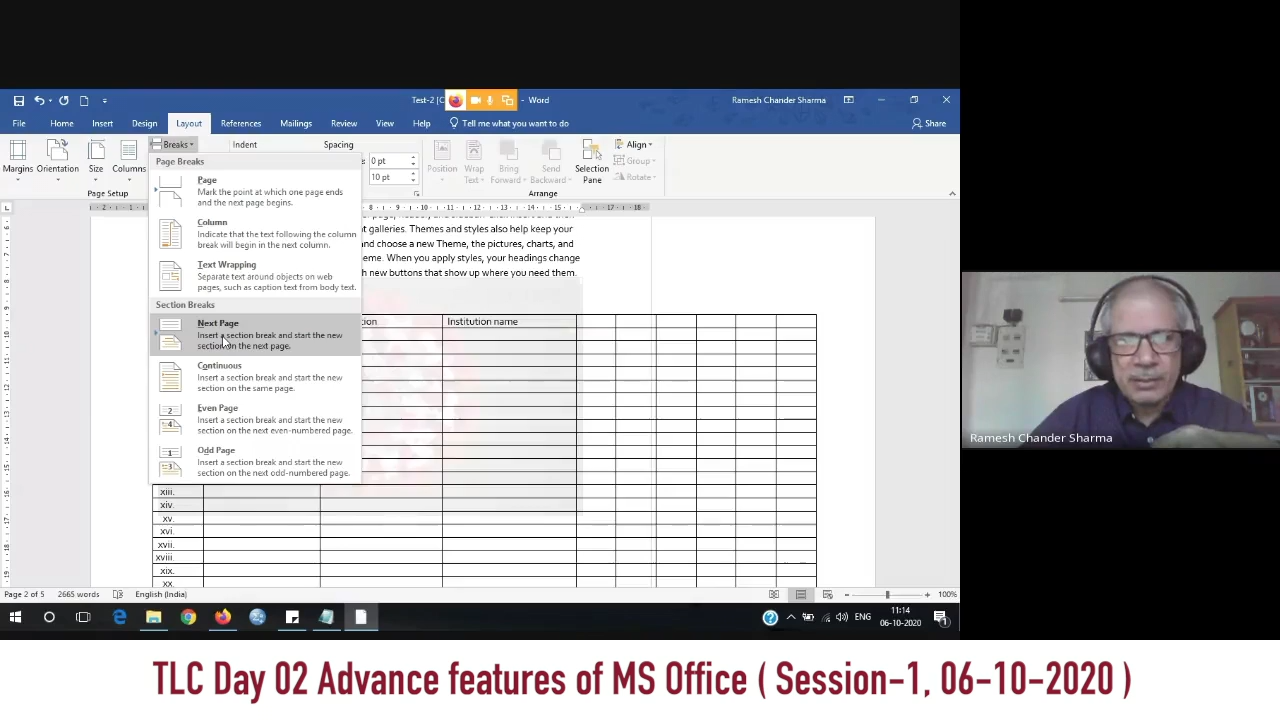 Test-2 [C
- Word
Ramesh Chander Sharma
File
Home
Insert
Design
Layout
References
Mailings
Review
View
Help
Tell me what you want to do
Share
Margins
Orientation
Size
Columns
Breaks
Indent
Spacing
0 pt
10 pt
Position
Wrap Text
Bring Forward
Send Backward
Selection Pane
Align
Group
Rotate
Page Setup
Arrange
Page Breaks
Page
Mark the point at which one page ends
and the next page begins.
Column
Indicate that the text following the column
break will begin in the next column.
Text Wrapping
Separate text around objects on web
pages, such as caption text from body text.
Section Breaks
Next Page
Insert a section break and start the new
section on the next page.
Continuous
Insert a section break and start the new
section on the same page.
Even Page
Insert a section break and start the new
section on the next even-numbered page.
Odd Page
Insert a section break and start the new
section on the next odd-numbered page.
t galleries. Themes and styles also help keep your
and choose a new Theme, the pictures, charts, and
eme. When you apply styles, your headings change
h new buttons that show up where you need them.
tion
Institution name
xiii.
xiv.
xv.
xvi.
xvii.
xviii.
xix.
xx.
Page 2 of 5
2665 words
English (India)
100%
ENG
11:14
06-10-2020
Ramesh Chander Sharma
TLC Day 02 Advance features of MS Office ( Session-1, 06-10-2020 )